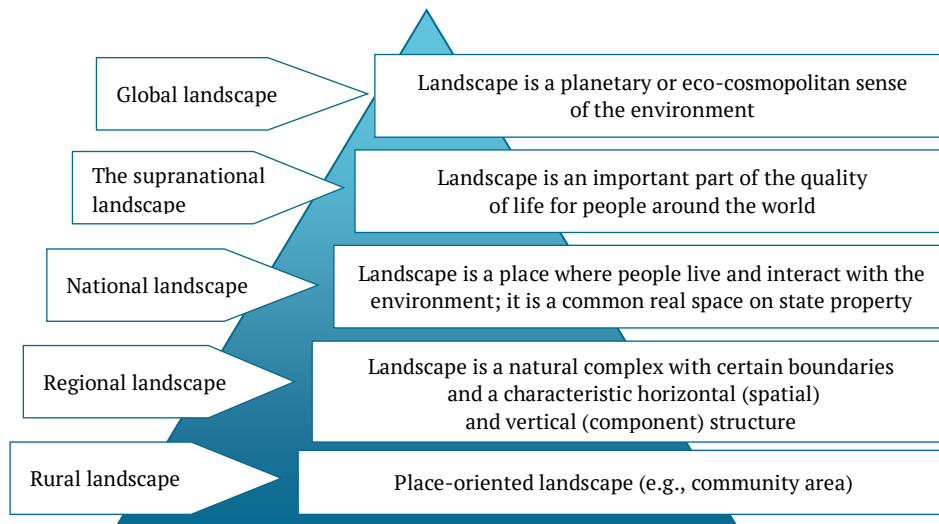 Global landscape
Landscape is a planetary or eco-cosmopolitan sense
of the environment
The supranational
landscape
Landscape is an important part of the quality
of life for people around the world
National landscape
Landscape is a place where people live and interact with the
environment; it is a common real space on state property
Regional landscape
Landscape is a natural complex with certain boundaries
and a characteristic horizontal (spatial)
and vertical (component) structure
Rural landscape
Place-oriented landscape (e.g., community area)